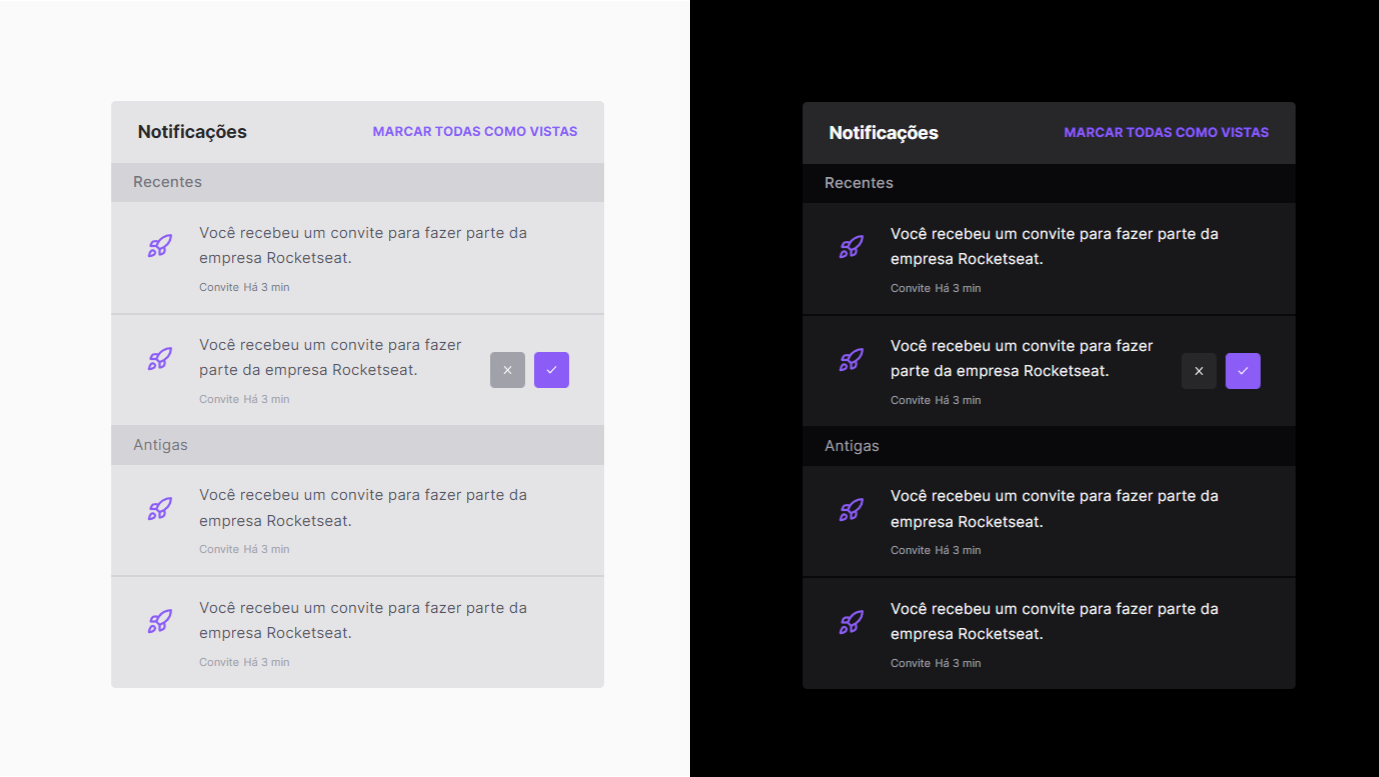 Notificações
MARCAR TODAS COMO VISTAS
Recentes
Você recebeu um convite para fazer parte da
empresa Rocketseat.
Convite Há 3 min
Você recebeu um convite para fazer
parte da empresa Rocketseat.
Convite Há 3 min
Antigas
Você recebeu um convite para fazer parte da
empresa Rocketseat.
Convite Há 3 min
Você recebeu um convite para fazer parte da
empresa Rocketseat.
Convite Há 3 min
Notificações
MARCAR TODAS COMO VISTAS
Recentes
Você recebeu um convite para fazer parte da
empresa Rocketseat.
Convite Há 3 min
Você recebeu um convite para fazer
parte da empresa Rocketseat.
Convite Há 3 min
Antigas
Você recebeu um convite para fazer parte da
empresa Rocketseat.
Convite Há 3 min
Você recebeu um convite para fazer parte da
empresa Rocketseat.
Convite Há 3 min